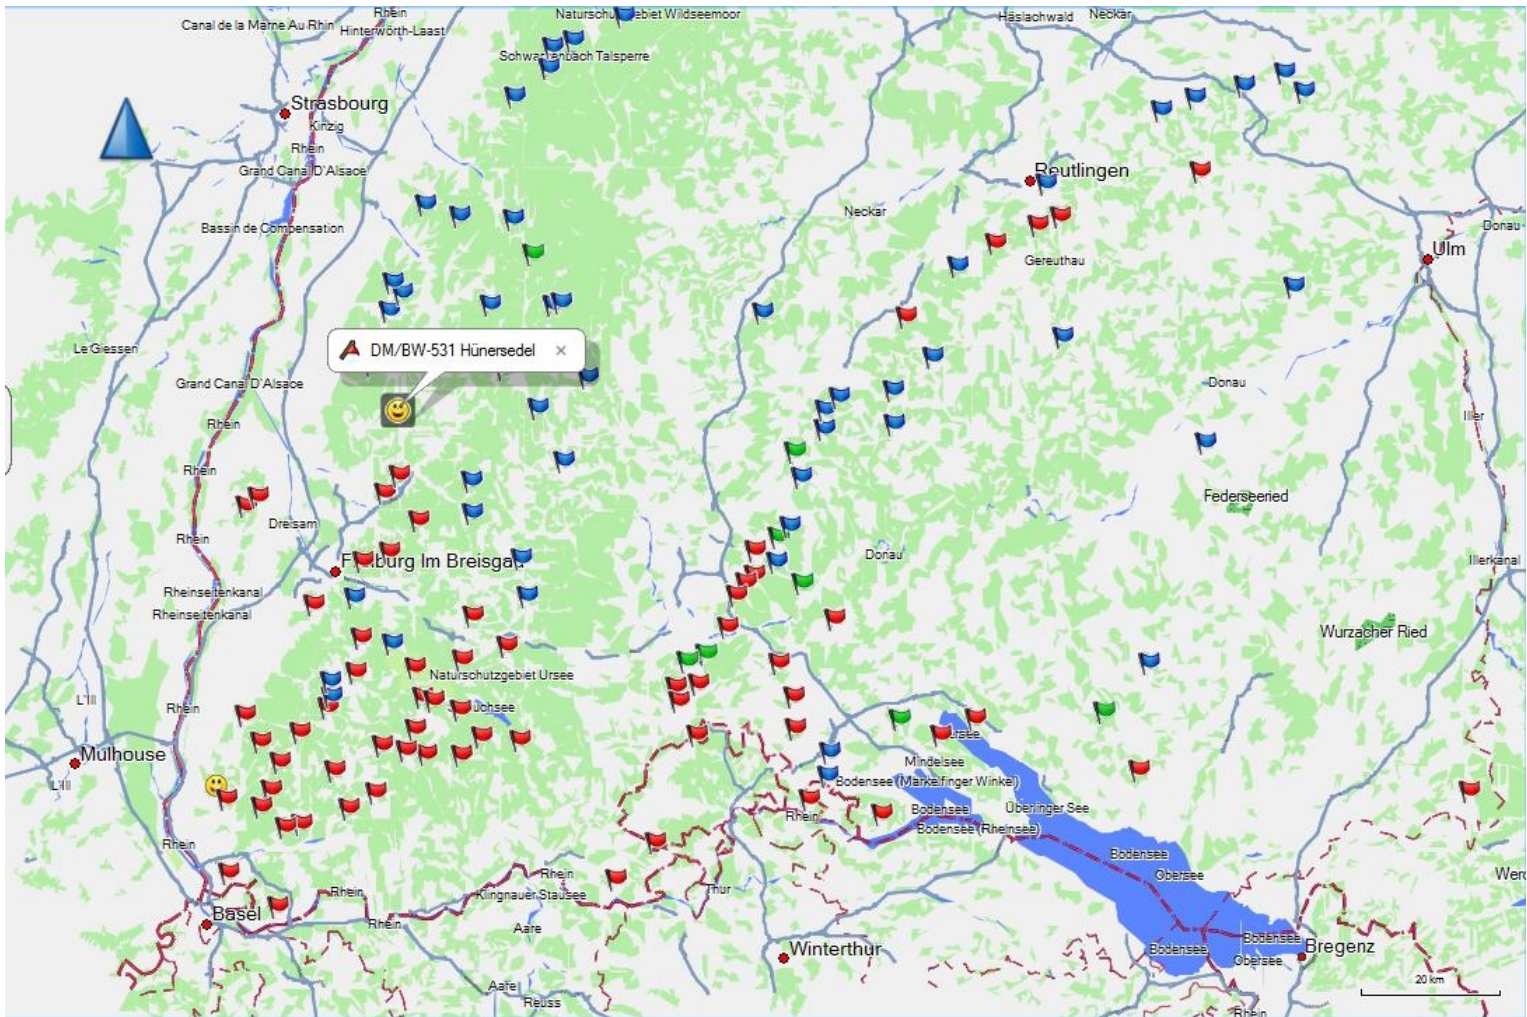 Rhein
Naturschu
ebiet Wildseemoor
Häslachwald
Neckar
Canal de la Marne Au Rhin
Hinterwörth-Laast
Schwarzenbach Talsperre
Strasbourg
Kinzig
Rhein
Grand Canal D'Alsace
Reutlingen
Neckar
Bassin de Compensation
Donau
Ulm
Gereuthau
Le Giessen
DM/BW-531 Hünersedel ×
Grand Canal D'Alsace
Donau
Rhein
Iller
Rhein
Federseeried
Dreisam
Rhein
Donau
Freiburg Im Breisgau
Illerkanal
Rheinseitenkanal
Rheinseitenkanal
Wurzacher Ried
Naturschutzgebiet Ursee
L'Ill
Rhein
uchsee
ursee
Mulhouse
Mindelsee
L'Ill
Bodensee (Markelfinger Winkel)
Bodensee
Überlinger See
Rhein
Bodensee (Rheinsee)
Rhein
Bodensee
Obersee
Rhein
Werd
Thur
Rhein
Klingnauer Stausee
Basel
Rhein
Aare
Bodensee
Winterthur
Bodensee
Bregenz
Obersee
20 km
Aare
Reuss
Rhein